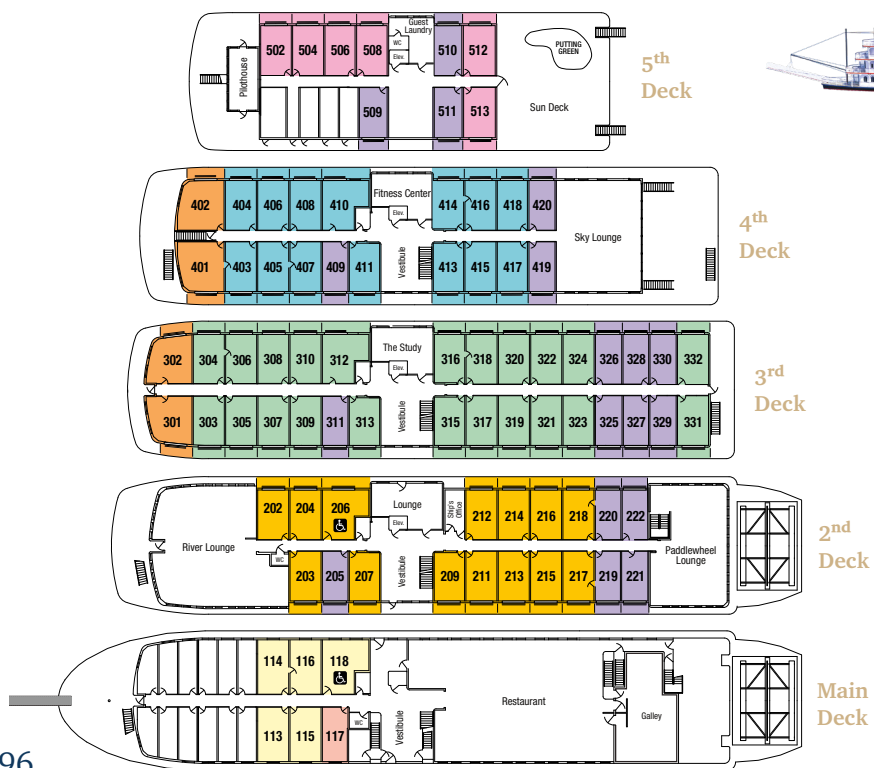 Guest
Laundry
WC
Elev.
502 504 506 508 510 512
PUTTING
GREEN
Pilothouse
509 511 513
Sun Deck
5th
Deck
402 404 406 408 410
Fitness Center
Elev.
414 416 418 420
Sky Lounge
401 403 405 407 409 411
Vestibule
413 415 417 419
4th
Deck
302 304 306 308 310 312
The Study
Elev.
316 318 320 322 324 326 328 330 332
301 303 305 307 309 311 313
Vestibule
315 317 319 321 323 325 327 329 331
3rd
Deck
202 204 206
Lounge
Elev.
Ship's
Office
212 214 216 218 220 222
River Lounge
WC
203 205 207
Vestibule
209 211 213 215 217 219 221
Paddlewheel
Lounge
2nd
Deck
114 116 118
Restaurant
Galley
113 115 117
WC
Vestibule
Main
Deck
96